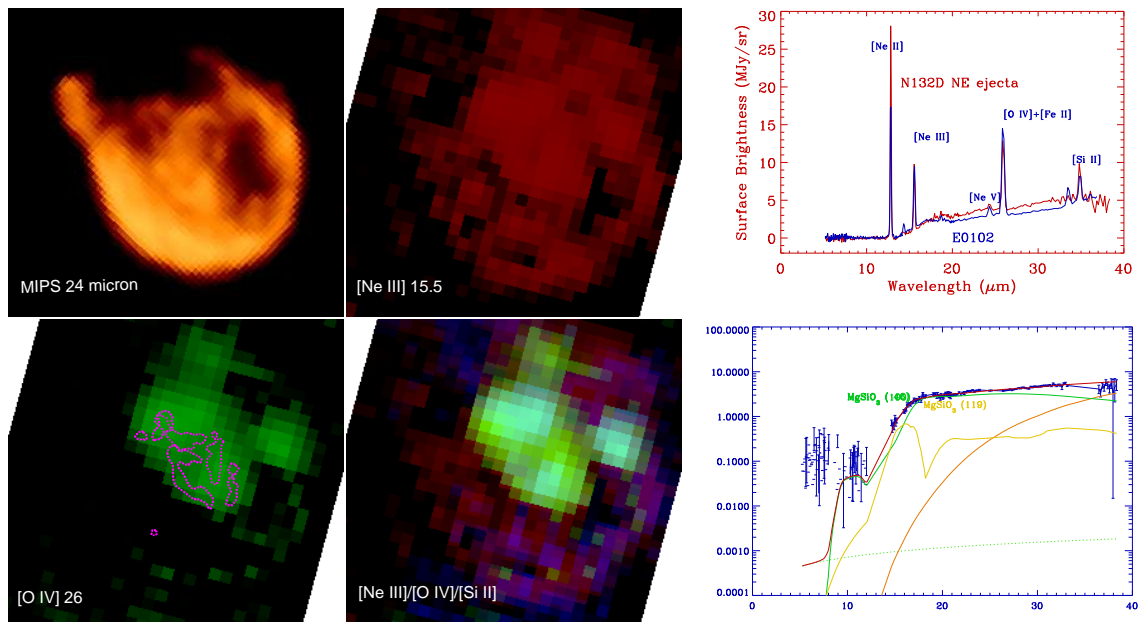 MIPS 24 micron
[Ne III] 15.5
[O IV] 26
[Ne III]/[O IV]/[Si II]
30
25
20
15
10
5
0
Surface Brightness (MJy/sr)
[Ne II]
N132D NE ejecta
[O IV]+[Fe II]
[Ne III]
[Si II]
[Ne V]
E0102
0 10 20 30 40
Wavelength (μm)
100.0000
10.0000
1.0000
0.1000
0.0100
0.0010
0.0001
MgSiO₃ (100)
MgSiO₃ (119)
0 10 20 30 40